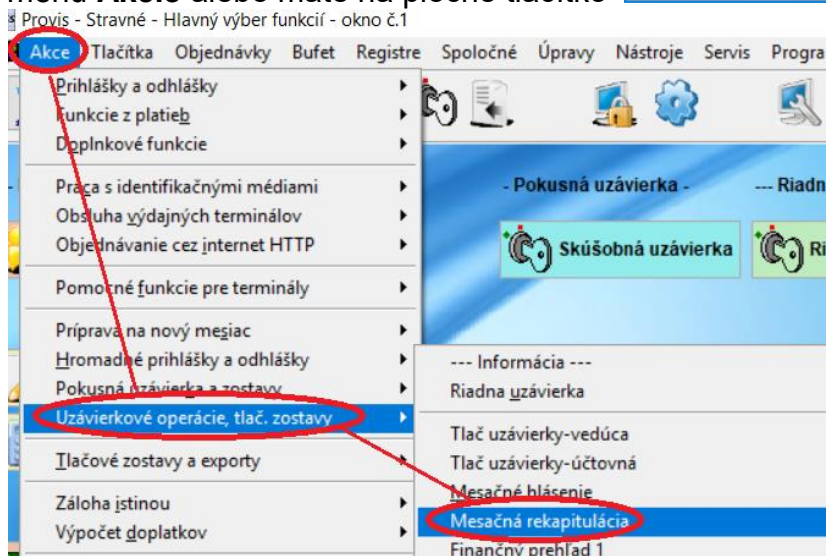 menu Akcie alebo máte na ploche tlačítko
Provis - Stravné - Hlavný výber funkcií - okno č.1
Akce Tlačítka Objednávky Bufet Registre Spoločné Úpravy Nástroje Servis Progra
Prihlášky a odhlášky
Funkcie z platieb
Doplnkové funkcie
Práca s identifikačnými médiami
Obsluha výdajných terminálov
Objednávanie cez internet HTTP
Pomocné funkcie pre terminály
Príprava na nový mesiac
Hromadné prihlášky a odhlášky
Pokusná uzávierka a zostavy
Uzávierkové operácie, tlač. zostavy
Tlačové zostavy a exporty
Záloha istinou
Výpočet doplatkov
- Pokusná uzávierka - --- Riadn
Skúšobná uzávierka Ri
--- Informácia ---
Riadna uzávierka
Tlač uzávierky-vedúca
Tlač uzávierky-účtovná
Mesačné hlásenie
Mesačná rekapitulácia
Finančný prehľad 1